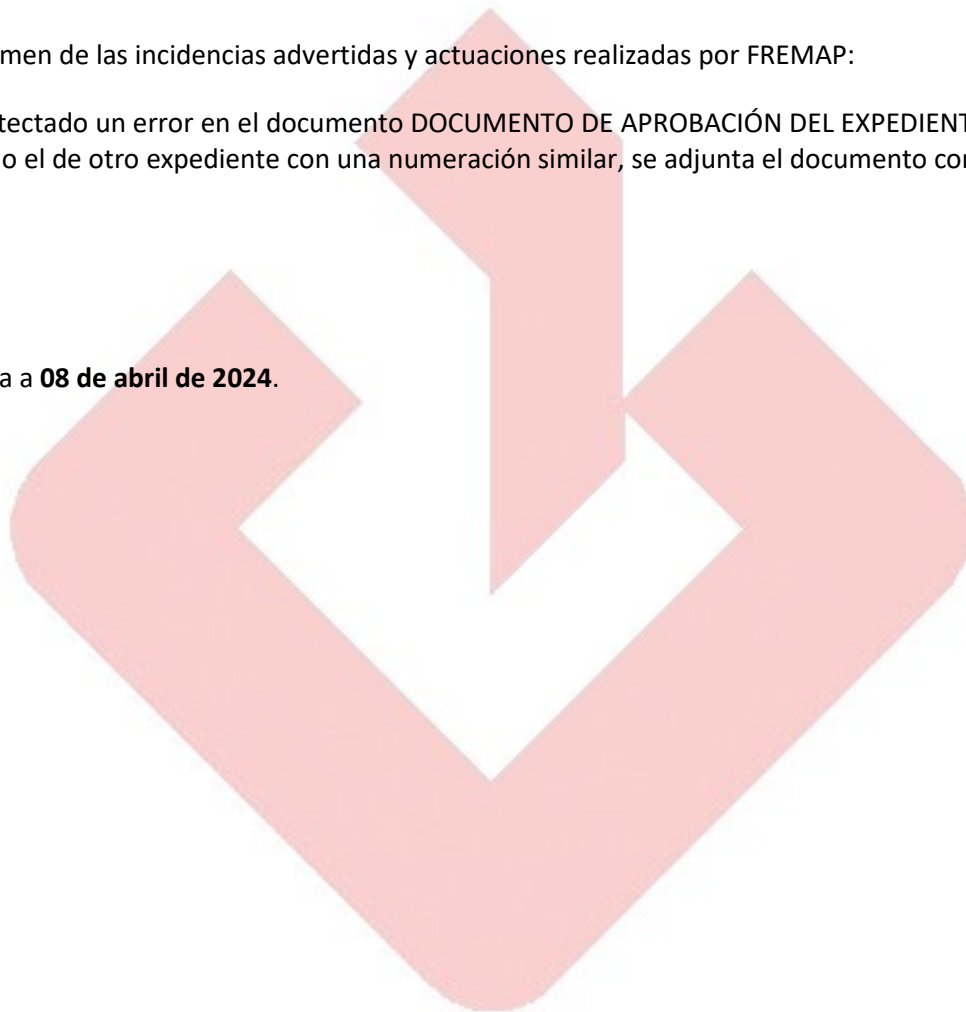 men de las incidencias advertidas y actuaciones realizadas por FREMAP:
tectado un error en el documento DOCUMENTO DE APROBACIÓN DEL EXPEDIENT
o el de otro expediente con una numeración similar, se adjunta el documento cor
a a 08 de abril de 2024.